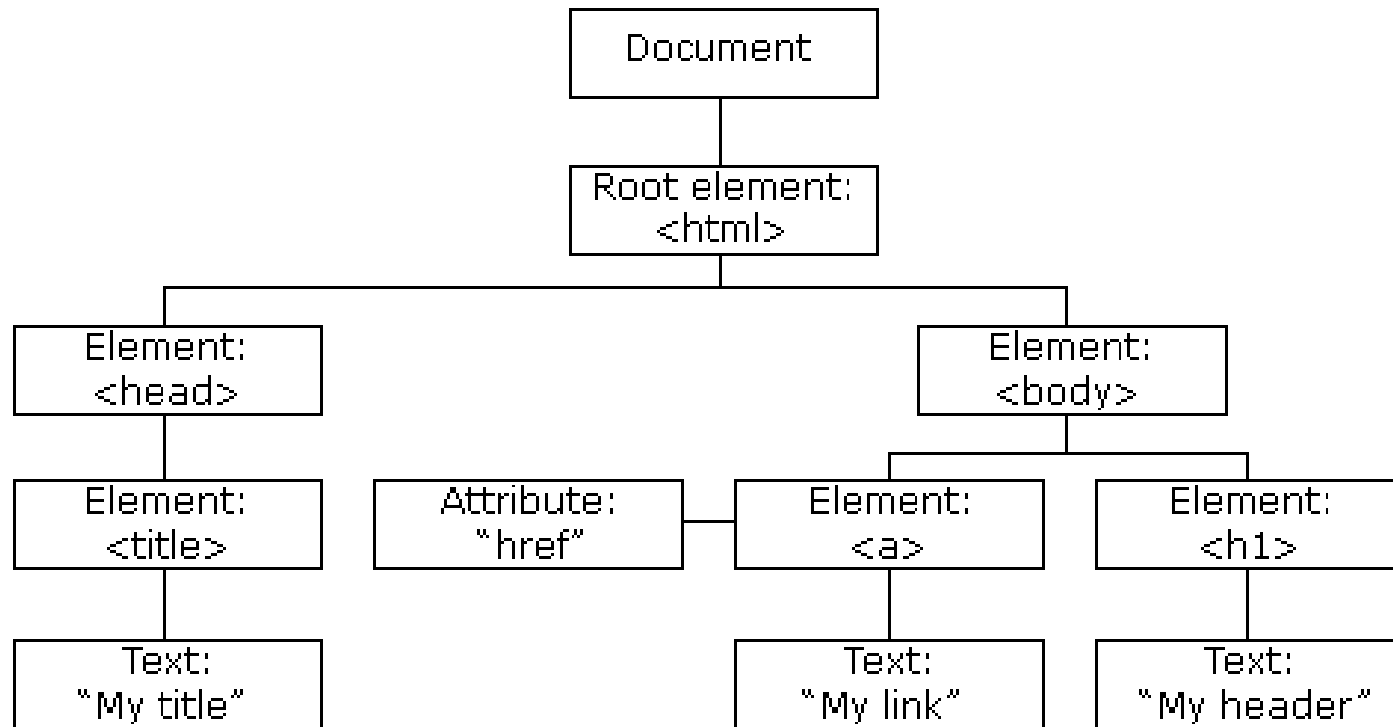 Document
Root element:
<html>
Element:
<head>
Element:
<body>
Element:
<title>
Attribute:
“href”
Element:
<a>
Element:
<h1>
Text:
“My title”
Text:
“My link”
Text:
“My header”